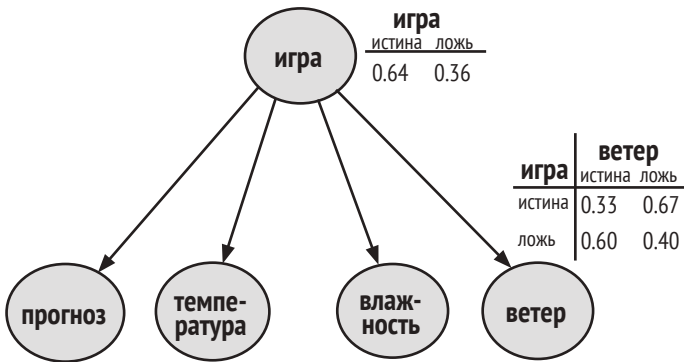 игра
игра
истина ложь
0.64 0.36
ветер
игра истина ложь
истина 0.33 0.67
ложь 0.60 0.40
прогноз
темпе-
ратура
влаж-
ность
ветер